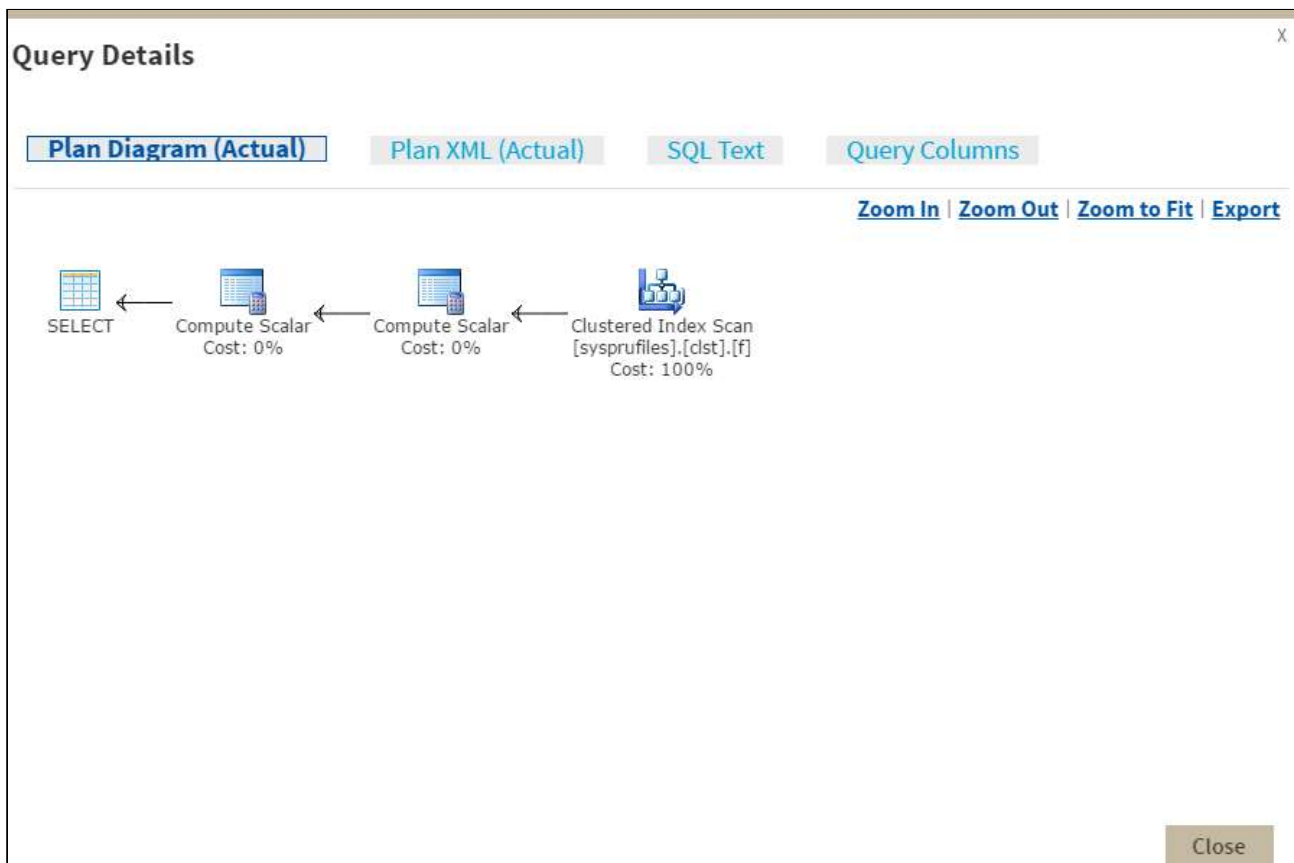 X
Query Details
Plan Diagram (Actual) Plan XML (Actual) SQL Text Query Columns
Zoom In | Zoom Out | Zoom to Fit | Export
SELECT
Compute Scalar
Cost: 0%
Compute Scalar
Cost: 0%
Clustered Index Scan
[sysprufiles].[clst].[f]
Cost: 100%
Close